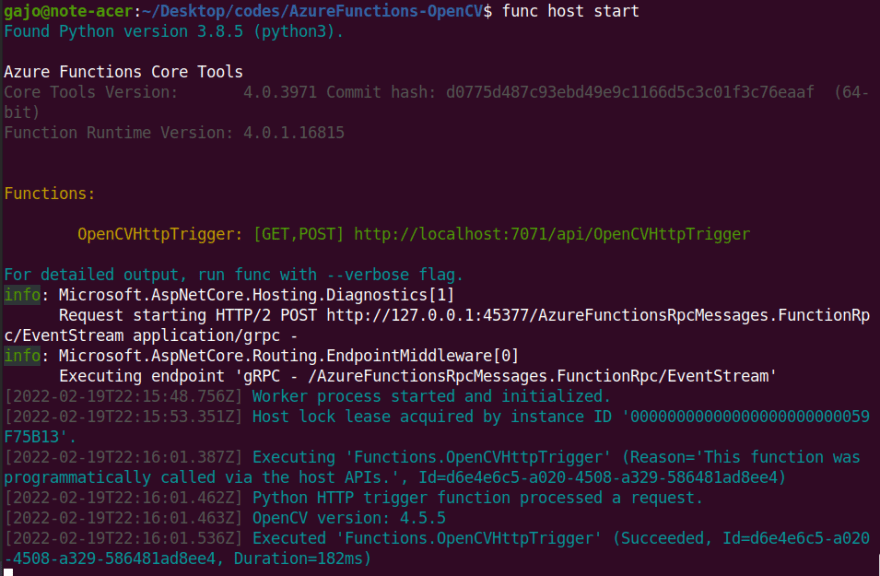 gajo@note-acer:~/Desktop/codes/AzureFunctions-OpenCV$ func host start
Found Python version 3.8.5 (python3).
Azure Functions Core Tools
Core Tools Version:       4.0.3971 Commit hash: d0775d487c93ebd49e9c1166d5c3c01f3c76eaaf  (64-
bit)
Function Runtime Version: 4.0.1.16815
Functions:
OpenCVHttpTrigger: [GET,POST] http://localhost:7071/api/OpenCVHttpTrigger
For detailed output, run func with --verbose flag.
info: Microsoft.AspNetCore.Hosting.Diagnostics[1]
Request starting HTTP/2 POST http://127.0.0.1:45377/AzureFunctionsRpcMessages.FunctionRp
c/EventStream application/grpc -
info: Microsoft.AspNetCore.Routing.EndpointMiddleware[0]
Executing endpoint 'gRPC - /AzureFunctionsRpcMessages.FunctionRpc/EventStream'
[2022-02-19T22:15:48.756Z] Worker process started and initialized.
[2022-02-19T22:15:53.351Z] Host lock lease acquired by instance ID '00000000000000000000000059
F75B13'.
[2022-02-19T22:16:01.387Z] Executing 'Functions.OpenCVHttpTrigger' (Reason='This function was
programmatically called via the host APIs.', Id=d6e4e6c5-a020-4508-a329-586481ad8ee4)
[2022-02-19T22:16:01.462Z] Python HTTP trigger function processed a request.
[2022-02-19T22:16:01.463Z] OpenCV version: 4.5.5
[2022-02-19T22:16:01.536Z] Executed 'Functions.OpenCVHttpTrigger' (Succeeded, Id=d6e4e6c5-a020
-4508-a329-586481ad8ee4, Duration=182ms)